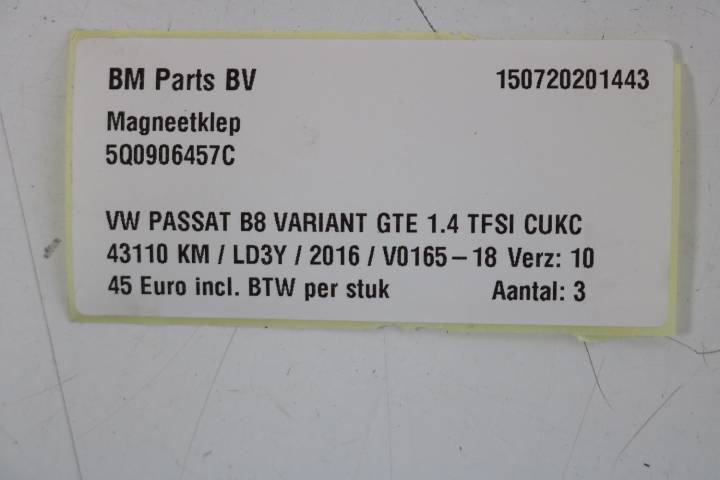 BM Parts BV 150720201443
Magneetklep
5Q0906457C
VW PASSAT B8 VARIANT GTE 1.4 TFSI CUKC
43110 KM / LD3Y / 2016 / V0165-18 Verz: 10
45 Euro incl. BTW per stuk Aantal: 3